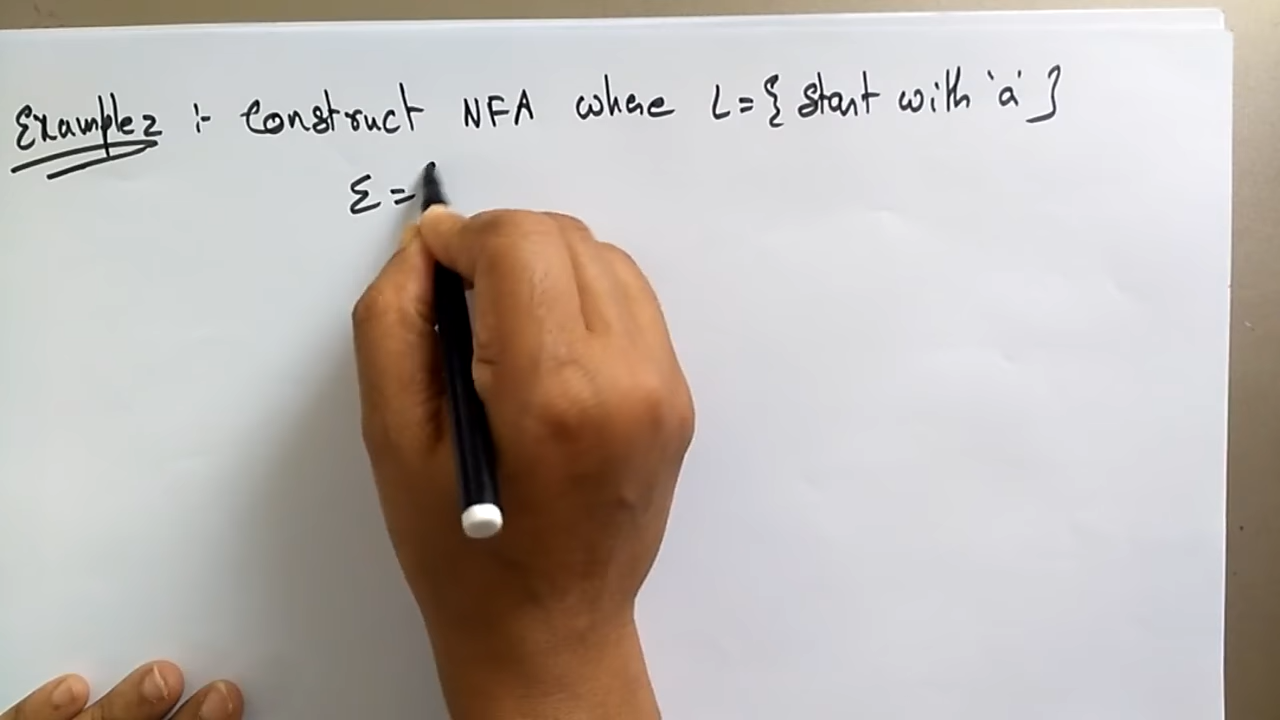 Example2 :- Construct NFA where L={ start with 'a' }
Σ =